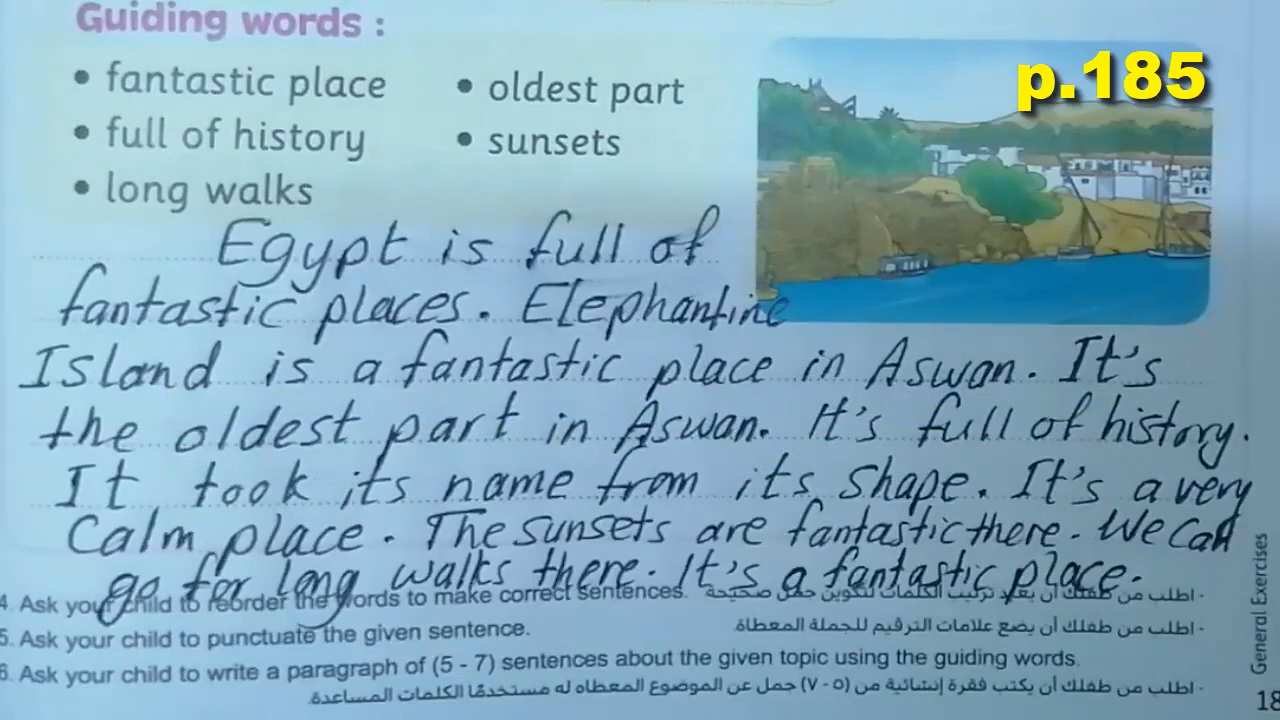 Guiding words :
p.185
• fantastic place • oldest part
• full of history • sunsets
• long walks
Egypt is full of
fantastic places. Elephantine
Island is a fantastic place in Aswan. It's
the oldest part in Aswan. It's full of history.
It took its name from its shape. It's a very
Calm place. The sunsets are fantastic there. We can
go for long walks there. It's a fantastic place.
4. Ask your child to reorder the words to make correct sentences. - اطلب من طفلك أن يعيد ترتيب الكلمات لتكوين جمل صحيحة.
5. Ask your child to punctuate the given sentence. - اطلب من طفلك أن يضع علامات الترقيم للجملة المعطاة.
6. Ask your child to write a paragraph of (5 - 7) sentences about the given topic using the guiding words.
- اطلب من طفلك أن يكتب فقرة إنشائية من (٥ - ٧) جمل عن الموضوع المعطاه له مستخدمًا الكلمات المساعدة.
General Exercises
18